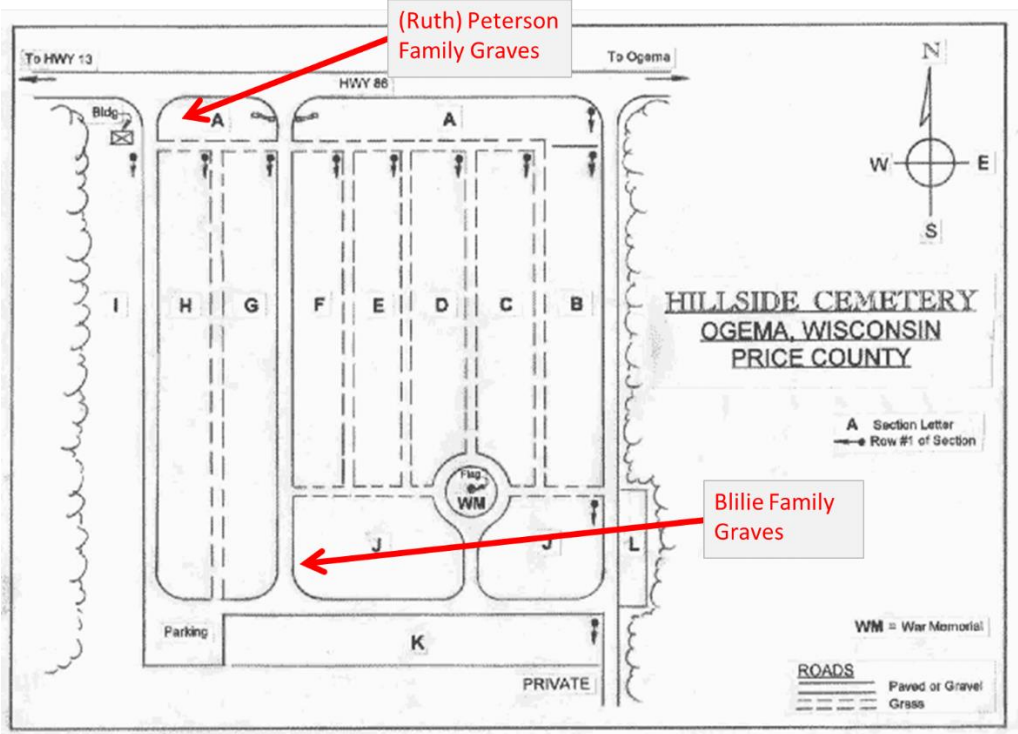 (Ruth) Peterson
Family Graves
To HWY 13
To Ogema
HWY 86
N
Bldg
A
A
W
E
S
I
H
G
F
E
D
C
B
HILLSIDE CEMETERY
OGEMA, WISCONSIN
PRICE COUNTY
A Section Letter
Row #1 of Section
Flag
WM
Blilie Family
Graves
J
J
L
Parking
K
WM = War Memorial
PRIVATE
ROADS
Paved or Gravel
Grass